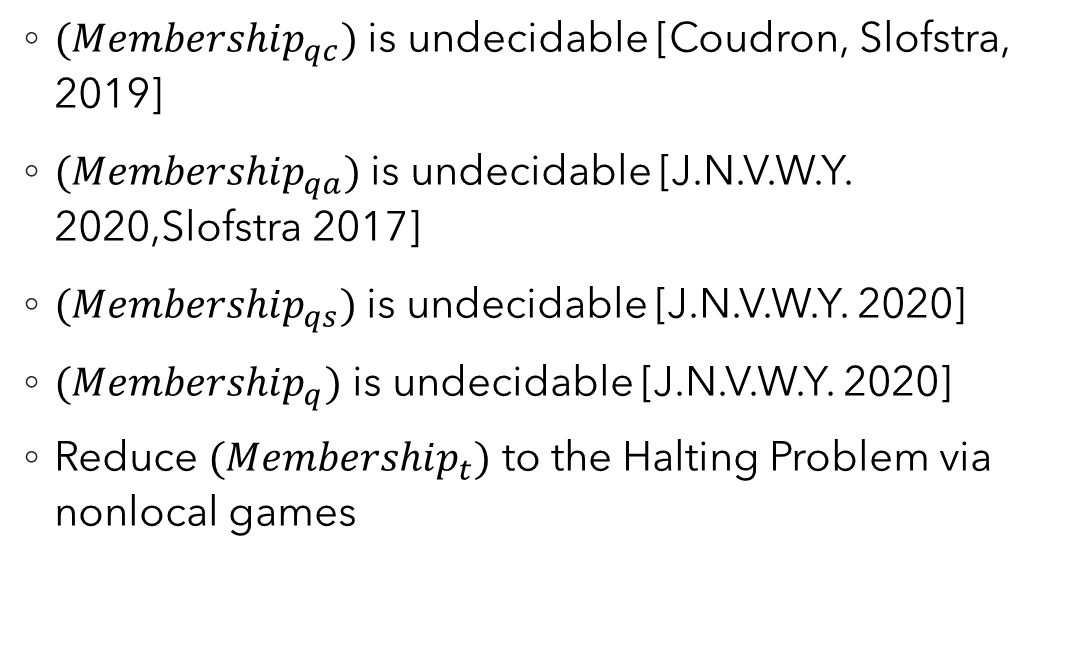 ◦ (Membership_qc) is undecidable [Coudron, Slofstra,
2019]
◦ (Membership_qa) is undecidable [J.N.V.W.Y.
2020,Slofstra 2017]
◦ (Membership_qs) is undecidable [J.N.V.W.Y. 2020]
◦ (Membership_q) is undecidable [J.N.V.W.Y. 2020]
◦ Reduce (Membership_t) to the Halting Problem via
nonlocal games